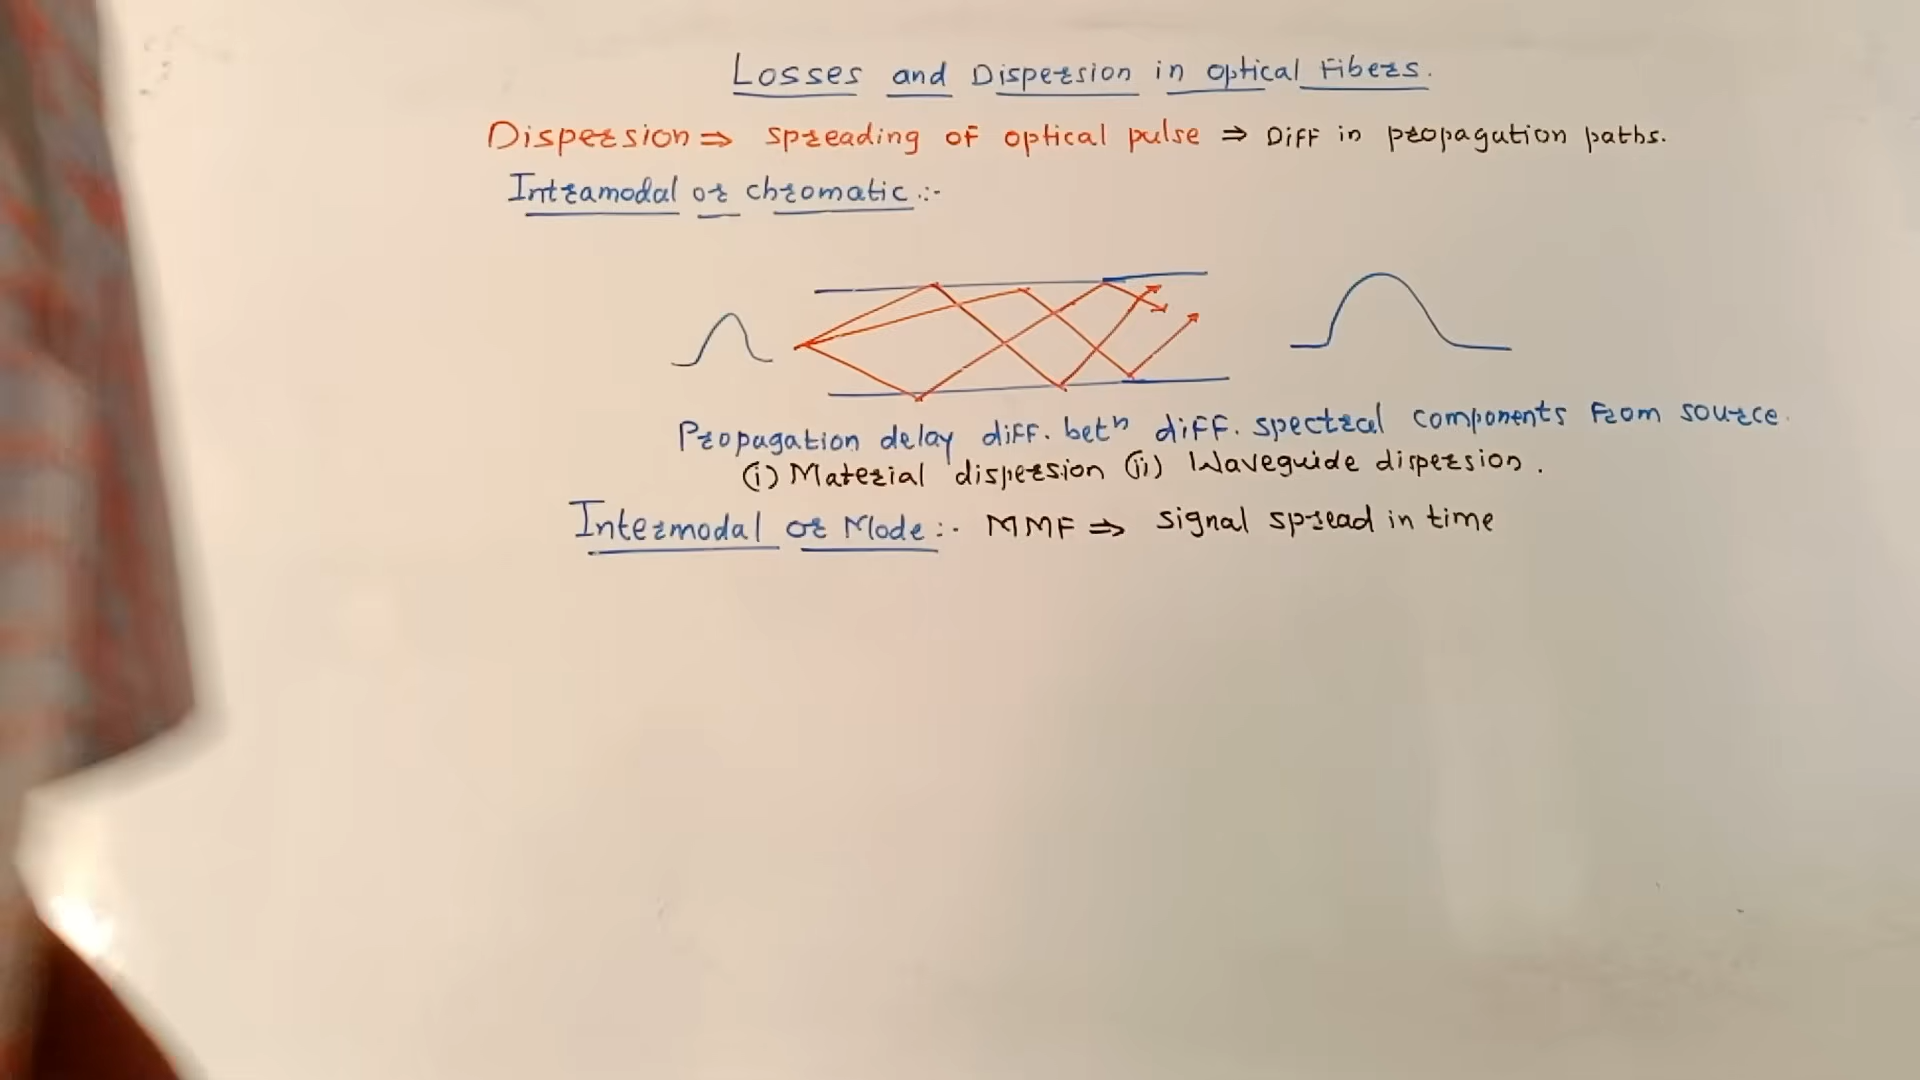 Losses and Dispersion in optical Fibers.
Dispersion ⇒ spreading of optical pulse ⇒ Diff in propagation paths.
Intramodal or chromatic :-
Propagation delay diff. betn diff. spectral components from source.
(i) Material dispersion (ii) Waveguide dispersion.
Intermodal or Mode :- MMF ⇒ signal spread in time